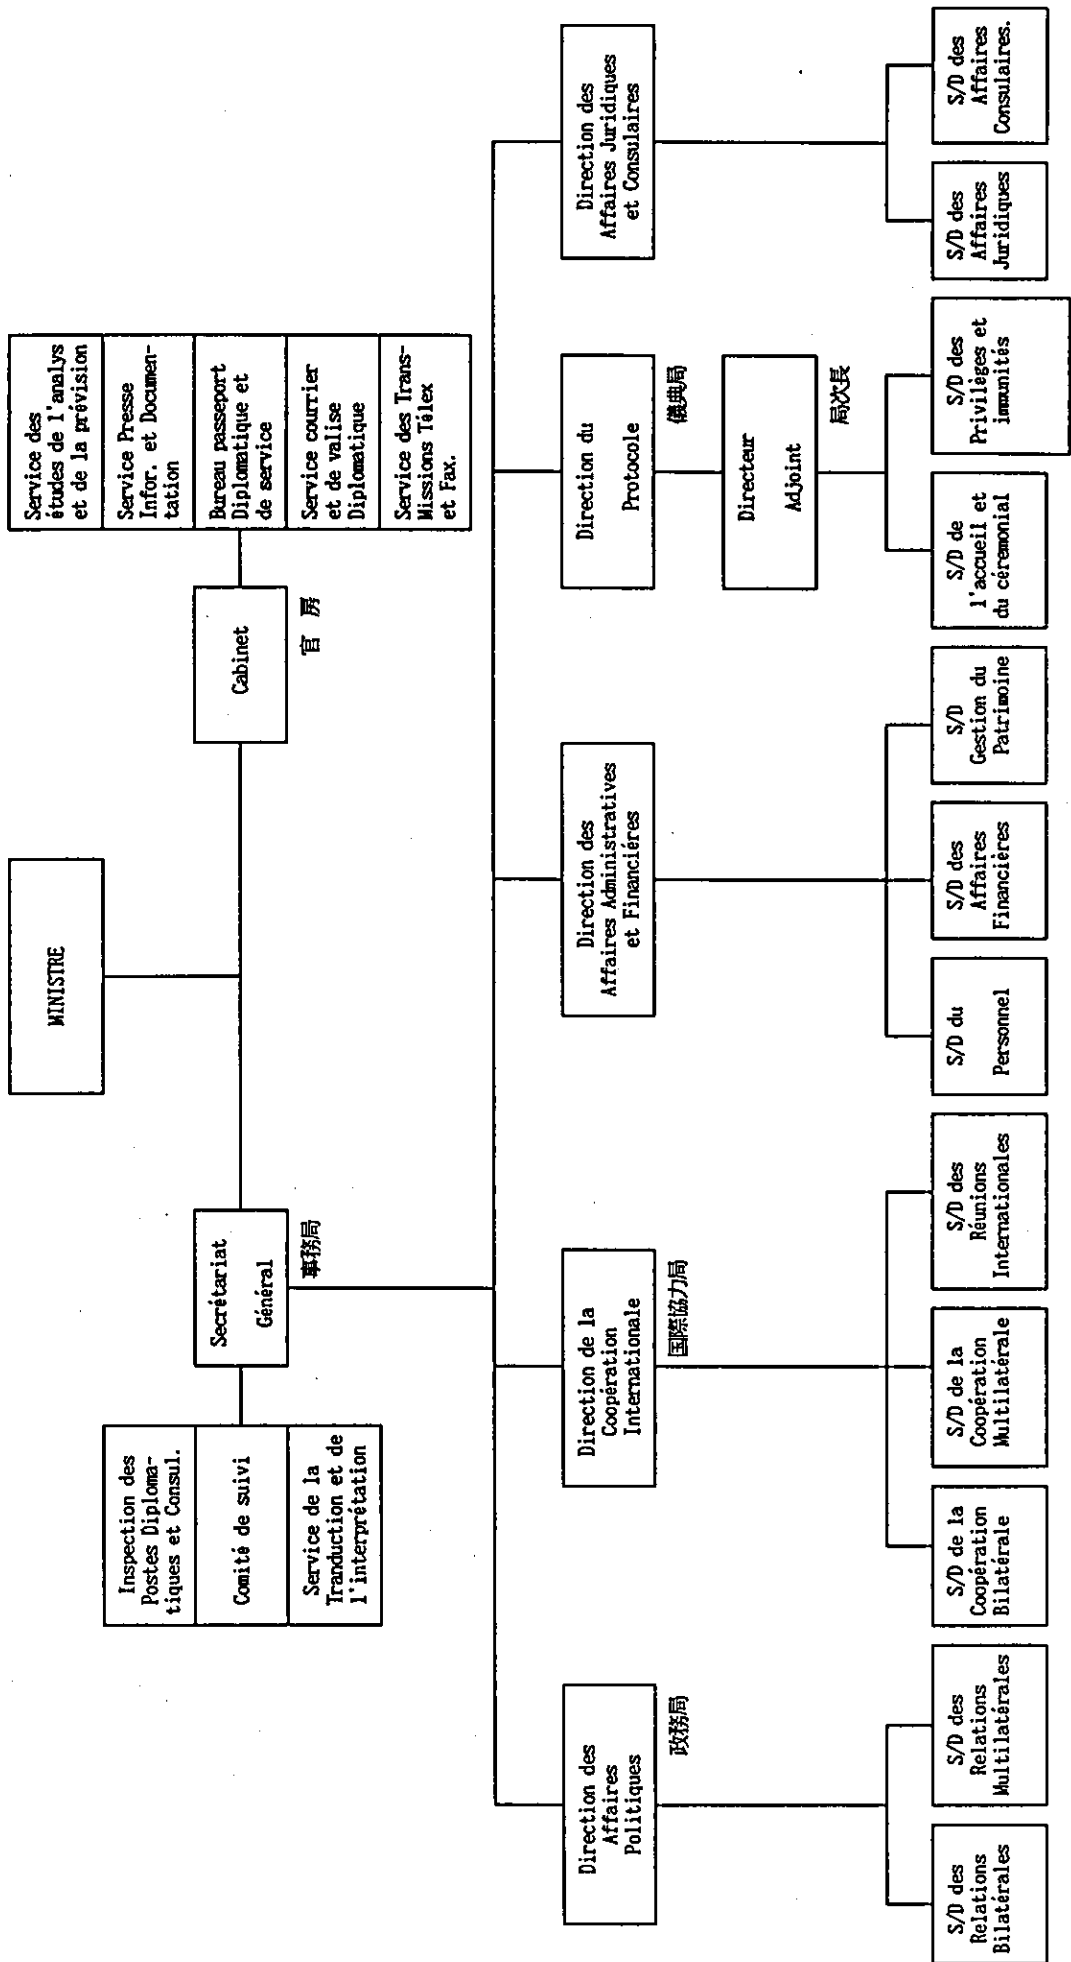 MINISTRE
Inspection des
Postes Diploma-
tiques et Consul.
Comité de suivi
Service de la
Tranduction et de
l'interprétation
Secrétariat
Général
事務局
Cabinet
官 房
Service des
études de l'analys
et de la prévision
Service Presse
Infor. et Documen-
tation
Bureau passeport
Diplomatique et
de service
Service courrier
et de valise
Diplomatique
Service des Trans-
Missions Télex
et Fax.
Direction des
Affaires
Politiques
政務局
Direction de la
Coopération
Internationale
国際協力局
Direction des
Affaires Administratives
et Financiéres
Direction du
Protocole
儀典局
Directeur
Adjoint
局次長
Direction des
Affaires Juridiques
et Consulaires
S/D des
Relations
Bilatérales
S/D des
Relations
Multilatérales
S/D de la
Coopération
Bilatérale
S/D de la
Coopération
Multilatérale
S/D des
Réunions
Internationales
S/D du
Personnel
S/D des
Affaires
Financières
S/D
Gestion du
Patrimoine
S/D de
l'accueil et
du céremonial
S/D des
Privilèges et
immunités
S/D des
Affaires
Juridiques
S/D des
Affaires
Consulaires.